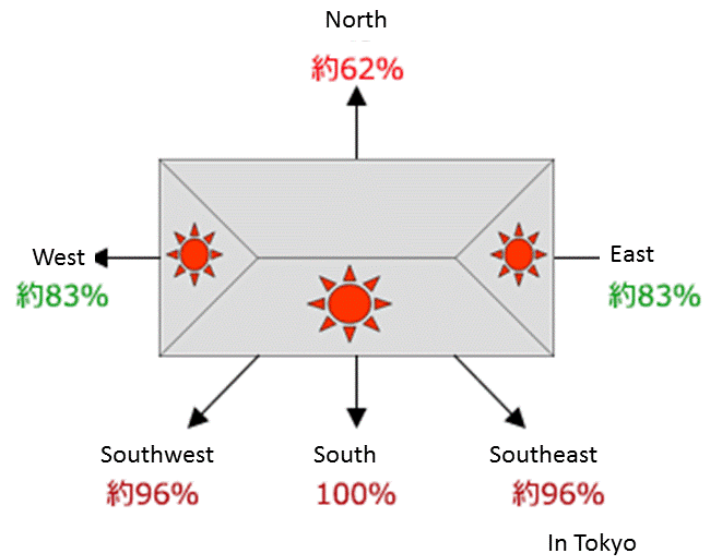 North
約62%
West
約83%
East
約83%
Southwest
約96%
South
100%
Southeast
約96%
In Tokyo